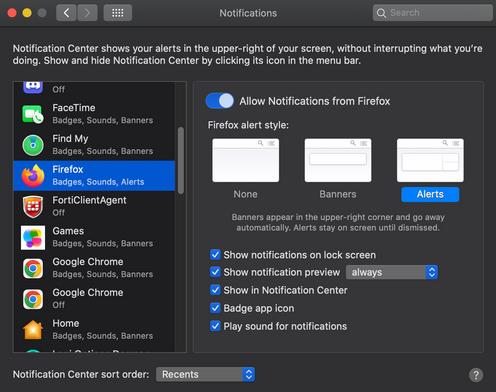 Notifications
Search
Notification Center shows your alerts in the upper-right of your screen, without interrupting what you're
doing. Show and hide Notification Center by clicking its icon in the menu bar.
Off
FaceTime
Badges, Sounds, Banners
Find My
Badges, Sounds, Banners
Firefox
Badges, Sounds, Alerts
FortiClientAgent
Off
Games
Badges, Sounds, Banners
Google Chrome
Badges, Sounds, Banners
Google Chrome
Off
Home
Badges, Sounds, Banners
Allow Notifications from Firefox
Firefox alert style:
None
Banners
Alerts
Banners appear in the upper-right corner and go away
automatically. Alerts stay on screen until dismissed.
Show notifications on lock screen
Show notification preview always
Show in Notification Center
Badge app icon
Play sound for notifications
Notification Center sort order: Recents
?